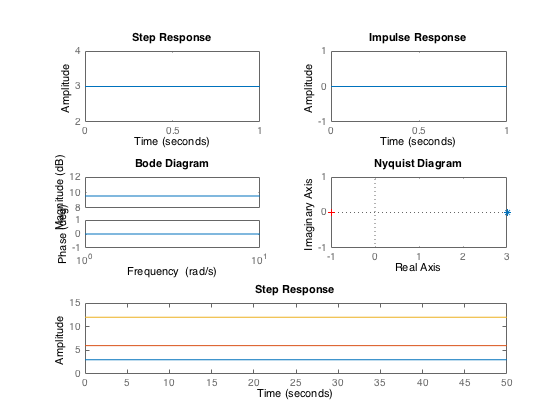 Step Response
Impulse Response
4
3
2
Amplitude
0
0.5
1
Time (seconds)
1
0
-1
Amplitude
0
0.5
1
Time (seconds)
Bode Diagram
12
10
8
Magnitude (dB)
1
0
-1
Phase (deg)
10^0
10^1
Frequency (rad/s)
Nyquist Diagram
1
0
-1
Imaginary Axis
-1
0
1
2
3
Real Axis
Step Response
15
10
5
0
Amplitude
0
5
10
15
20
25
30
35
40
45
50
Time (seconds)